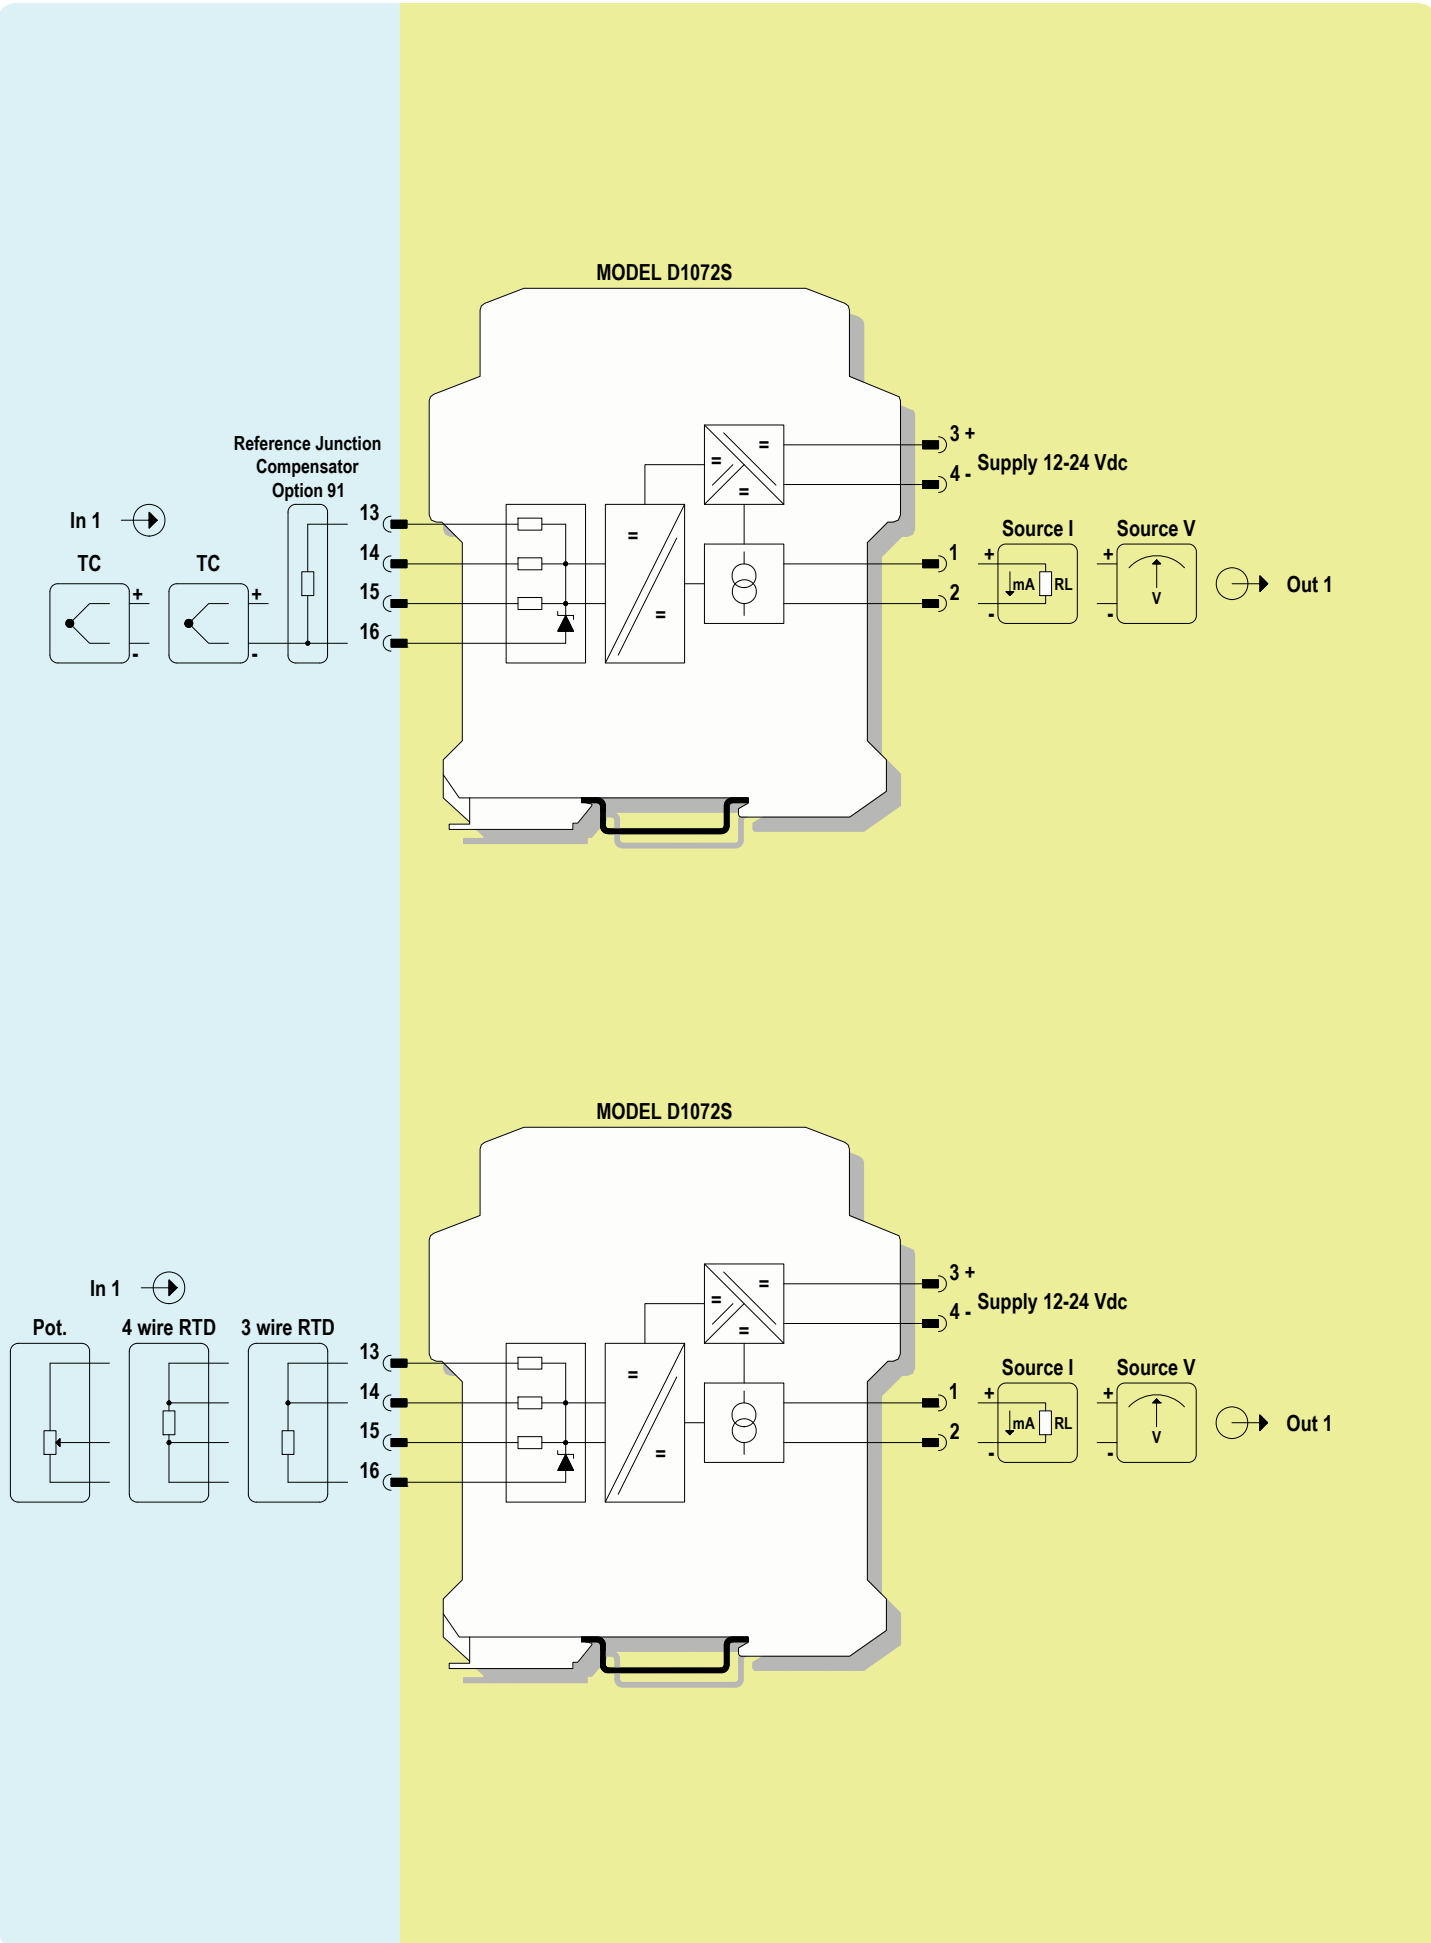 MODEL D1072S
Reference Junction
Compensator
Option 91
In 1
TC
TC
+
-
+
-
13
14
15
16
=
=
=
=
=
3 +
4 -
Supply 12-24 Vdc
1
2
Source I
+
-
mA
RL
Source V
+
-
V
Out 1
MODEL D1072S
In 1
Pot.
4 wire RTD
3 wire RTD
13
14
15
16
=
=
=
=
=
3 +
4 -
Supply 12-24 Vdc
1
2
Source I
+
-
mA
RL
Source V
+
-
V
Out 1